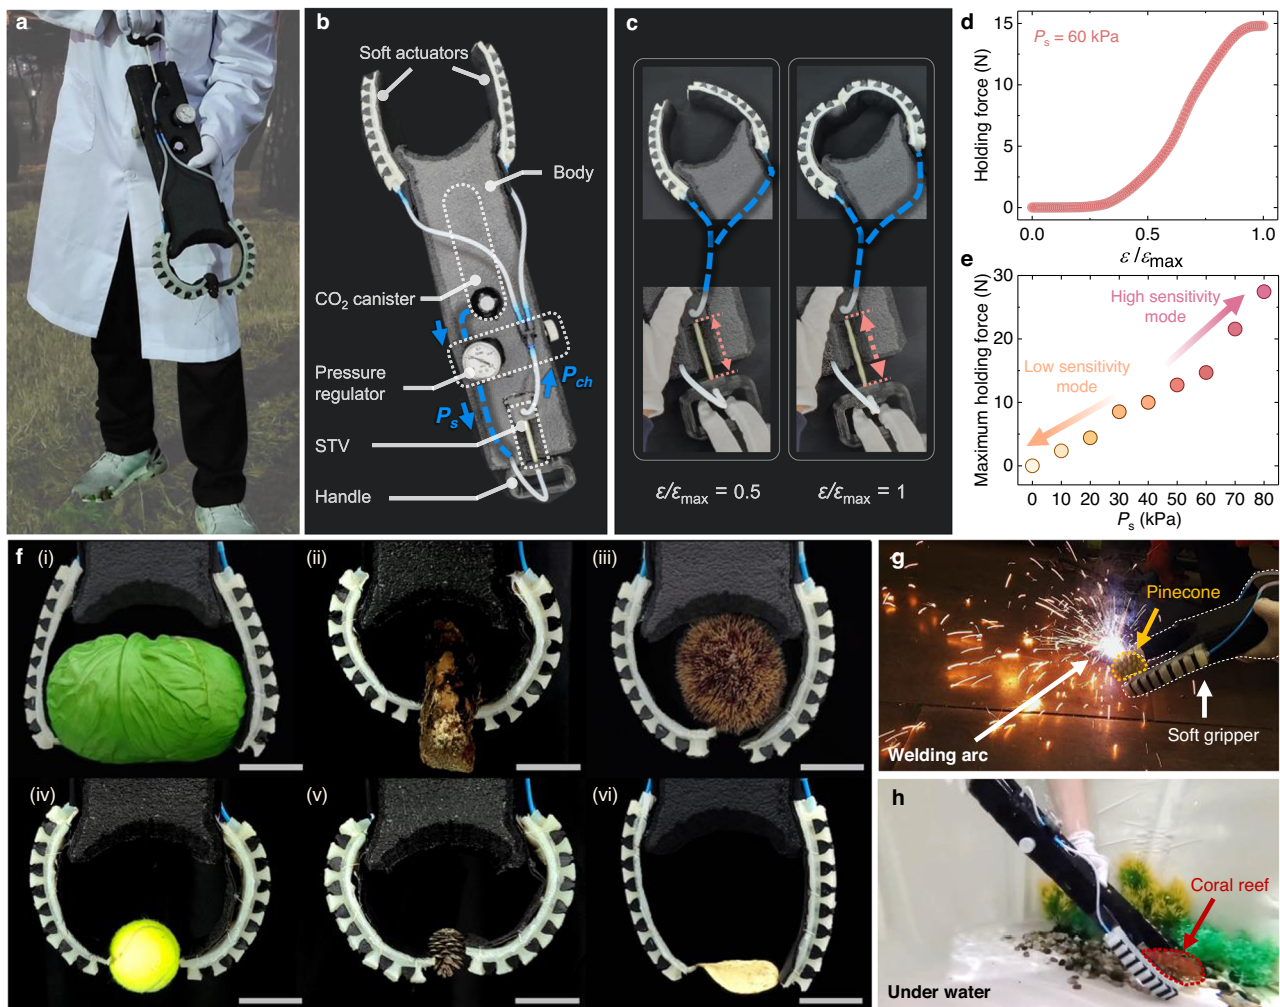 a
b
Soft actuators
Body
CO2 canister
Pressure
regulator
Pch
Ps
STV
Handle
c
ε/εmax = 0.5
ε/εmax = 1
d
Ps = 60 kPa
Holding force (N)
15
10
5
0
0.0
0.5
1.0
ε/εmax
e
Maximum holding force (N)
30
20
10
0
High sensitivity
mode
Low sensitivity
mode
0
10
20
30
40
50
60
70
80
Ps (kPa)
f
(i)
(ii)
(iii)
(iv)
(v)
(vi)
g
Pinecone
Soft gripper
Welding arc
h
Coral reef
Under water